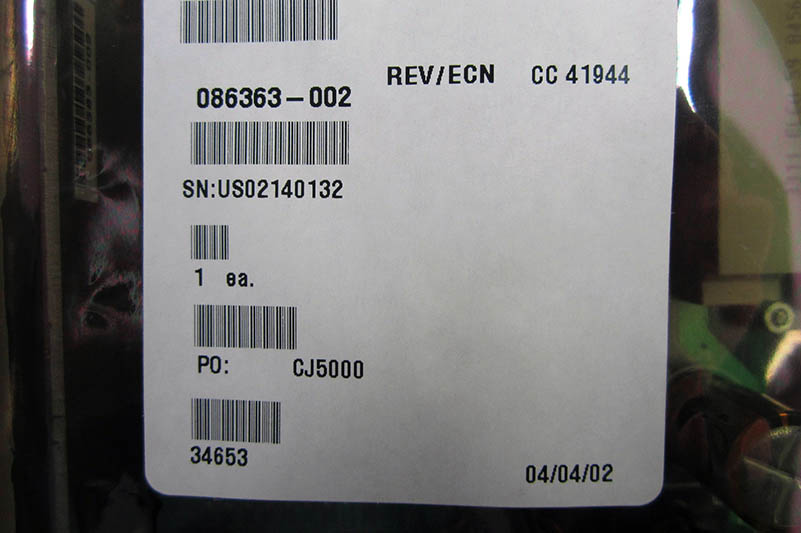 REV/ECN CC 41944
086363-002
SN:US02140132
1 ea.
PO: CJ5000
34653
04/04/02